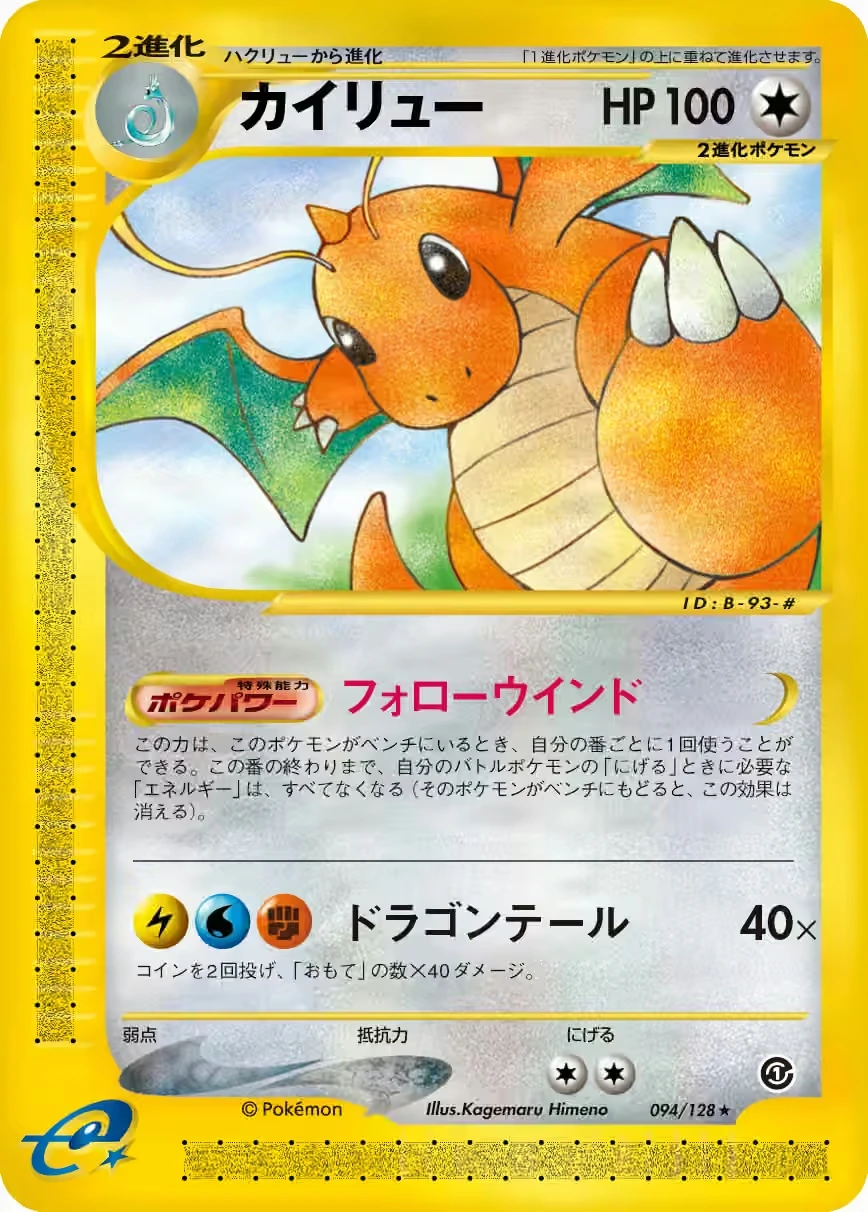 2進化
ハクリューから進化
「1進化ポケモン」の上に重ねて進化させます。
カイリュー
HP 100
2進化ポケモン
ID:B-93-#
特殊能力
ポケパワー
フォローウインド
この力は、このポケモンがベンチにいるとき、自分の番ごとに1回使うことが
できる。この番の終わりまで、自分のバトルポケモンの「にげる」ときに必要な
「エネルギー」は、すべてなくなる(そのポケモンがベンチにもどると、この効果は
消える)。
ドラゴンテール
40×
コインを2回投げ、「おもて」の数×40ダメージ。
弱点
抵抗力
にげる
1
© Pokémon
Illus.Kagemaru Himeno
094/128★
e